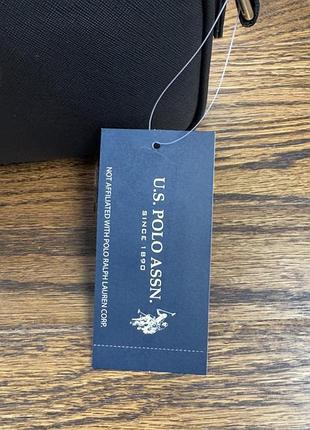 U.S. POLO ASSN.
SINCE 1890
NOT AFFILIATED WITH POLO RALPH LAUREN CORP.